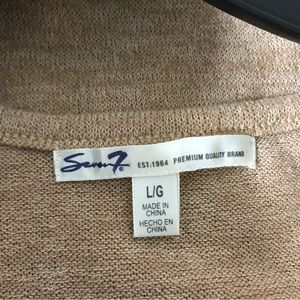 Seven7® EST.1964 PREMIUM QUALITY BRAND
L/G
MADE IN
CHINA
HECHO EN
CHINA